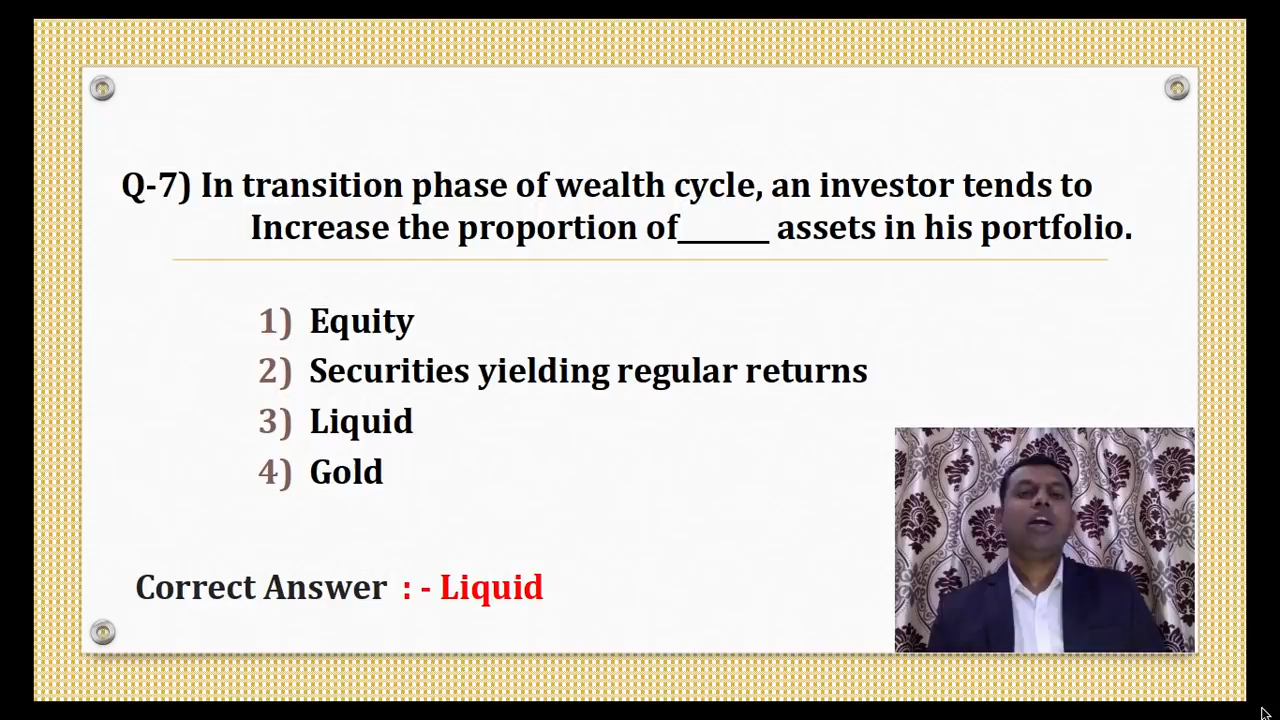 Q-7) In transition phase of wealth cycle, an investor tends to
Increase the proportion of______ assets in his portfolio.
1) Equity
2) Securities yielding regular returns
3) Liquid
4) Gold
Correct Answer : - Liquid